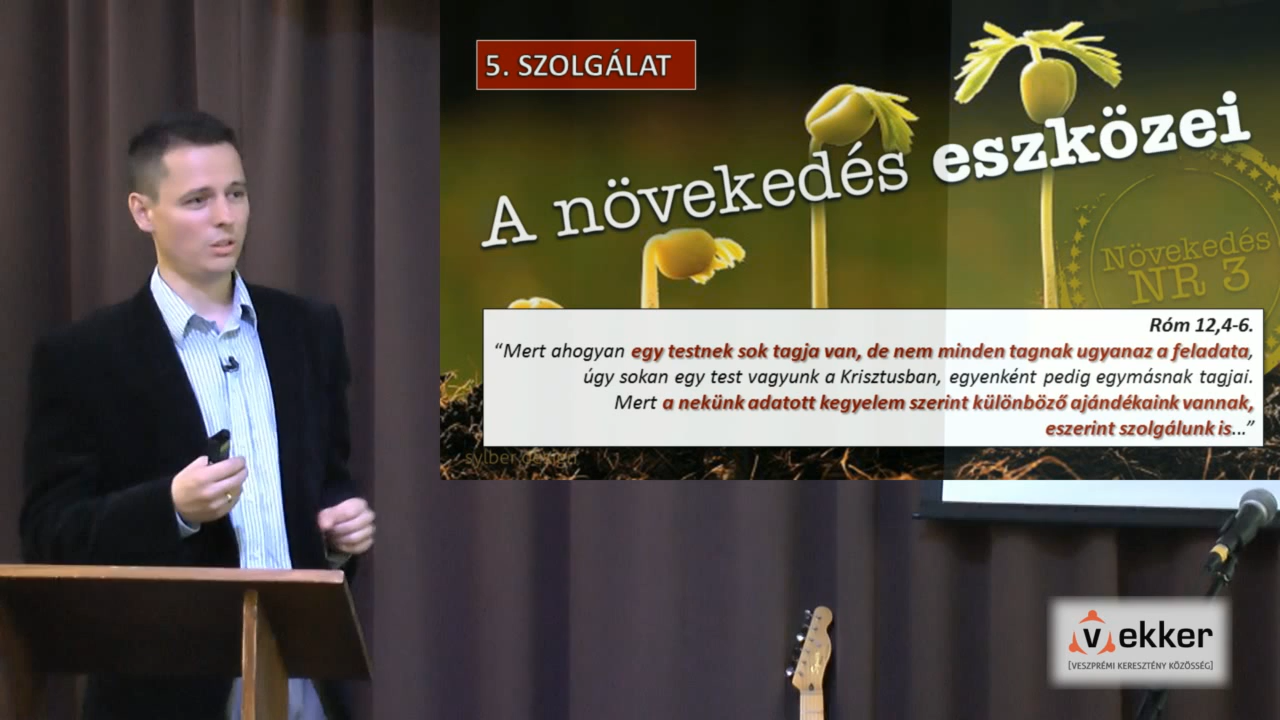 5. SZOLGÁLAT
A növekedés eszközei
Növekedés
NR 3
Róm 12,4-6.
“Mert ahogyan egy testnek sok tagja van, de nem minden tagnak ugyanaz a feladata,
úgy sokan egy test vagyunk a Krisztusban, egyenként pedig egymásnak tagjai.
Mert a nekünk adatott kegyelem szerint különböző ajándékaink vannak,
eszerint szolgálunk is...”
sylber design
vekker
[VESZPRÉMI KERESZTÉNY KÖZÖSSÉG]